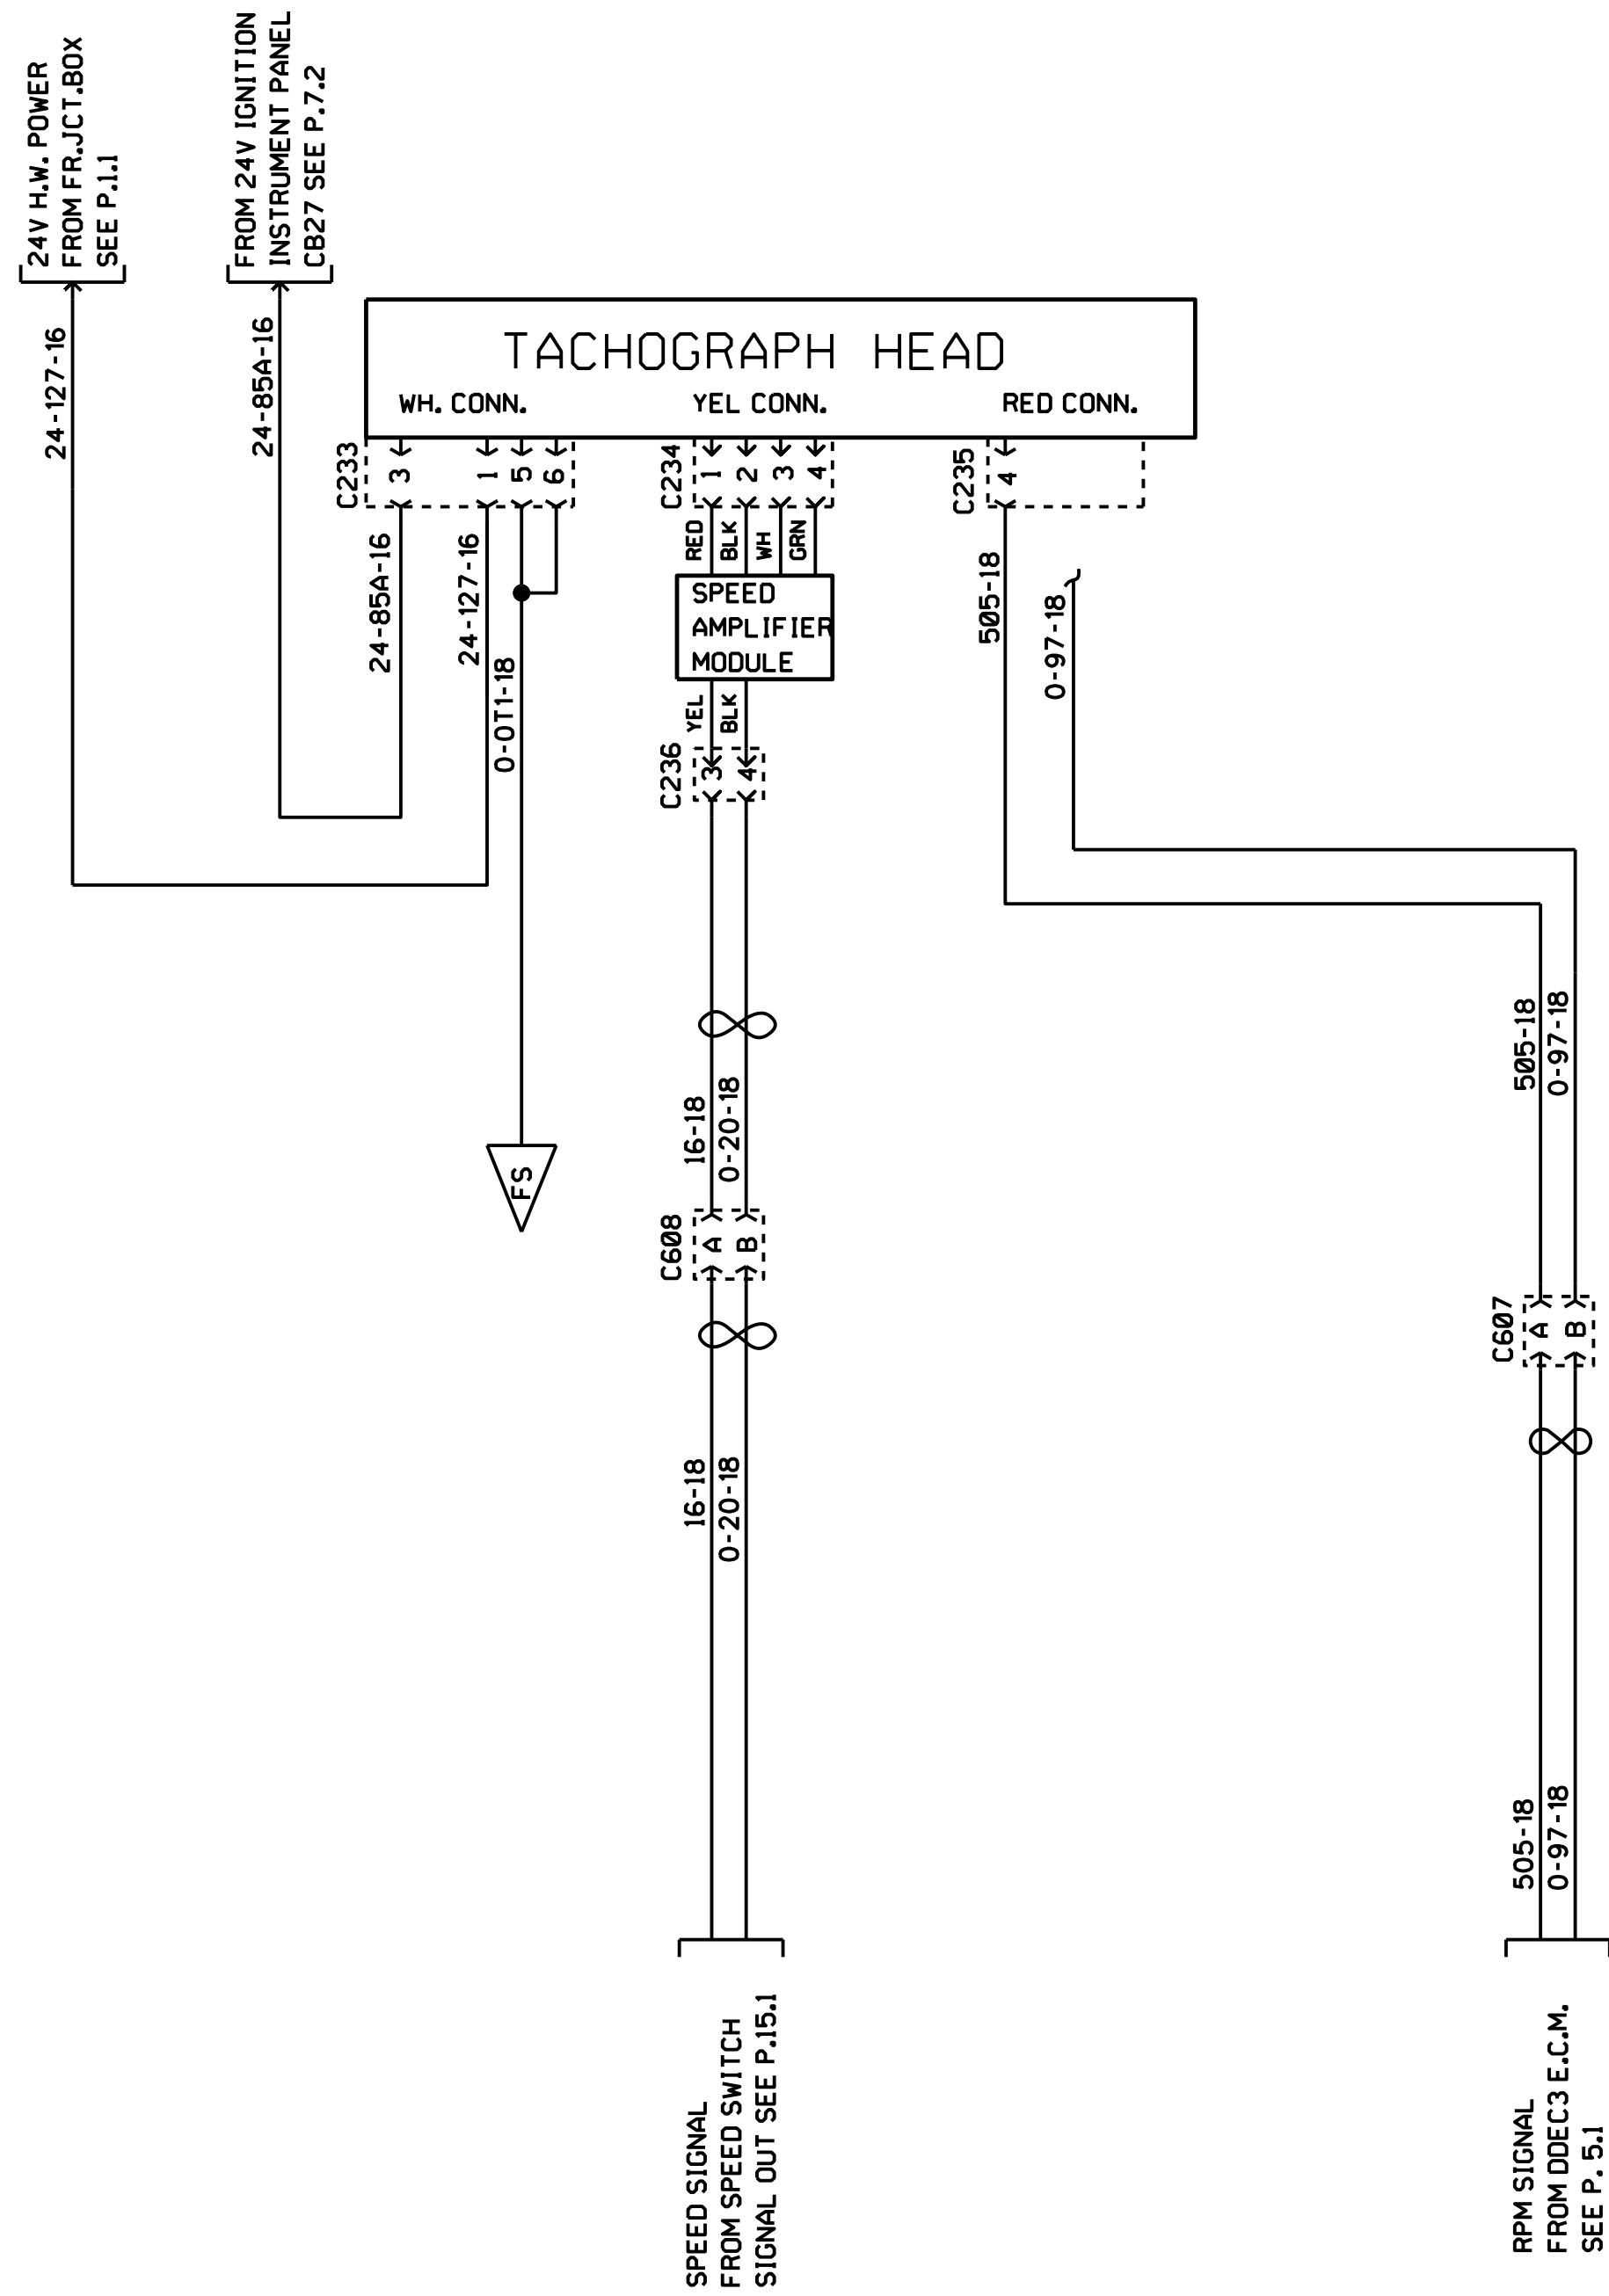 24V H.W. POWER
FROM FR.JCT.BOX
SEE P.1.1
FROM 24V IGNITION
INSTRUMENT PANEL
CB27 SEE P.7.2
24-127-16
24-85A-16
TACHOGRAPH HEAD
WH. CONN.
YEL CONN.
RED CONN.
C233
3
1
5
6
C234
1
2
3
4
C235
4
24-85A-16
24-127-16
0-0T1-18
RED
BLK
WH
GRN
SPEED
AMPLIFIER
MODULE
YEL
BLK
C236
3
4
505-18
0-97-18
505-18
0-97-18
16-18
0-20-18
FS
C608
A
B
C607
A
B
16-18
0-20-18
505-18
0-97-18
SPEED SIGNAL
FROM SPEED SWITCH
SIGNAL OUT SEE P.15.1
RPM SIGNAL
FROM DDEC3 E.C.M.
SEE P. 5.1